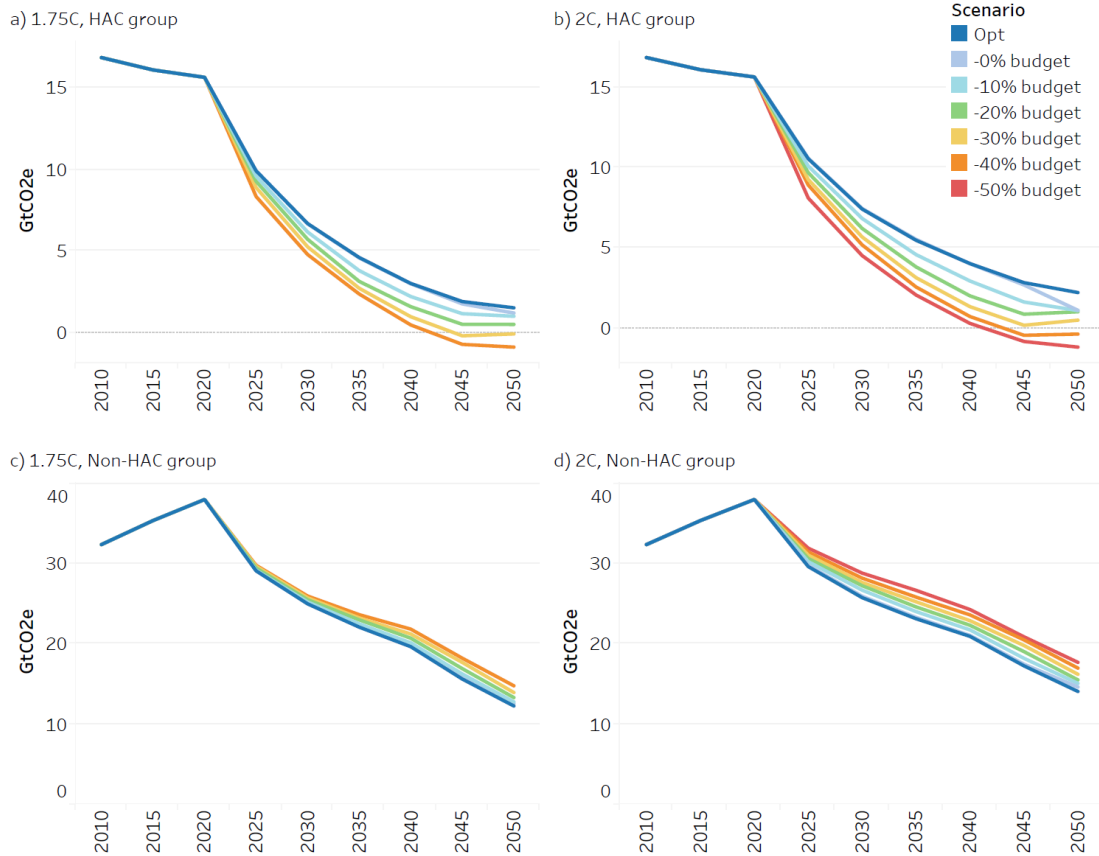 a) 1.75C, HAC group
GtCO2e
15
10
5
0
2010 2015 2020 2025 2030 2035 2040 2045 2050
b) 2C, HAC group
GtCO2e
15
10
5
0
2010 2015 2020 2025 2030 2035 2040 2045 2050
Scenario
Opt
-0% budget
-10% budget
-20% budget
-30% budget
-40% budget
-50% budget
c) 1.75C, Non-HAC group
GtCO2e
40
30
20
10
0
2010 2015 2020 2025 2030 2035 2040 2045 2050
d) 2C, Non-HAC group
GtCO2e
40
30
20
10
0
2010 2015 2020 2025 2030 2035 2040 2045 2050